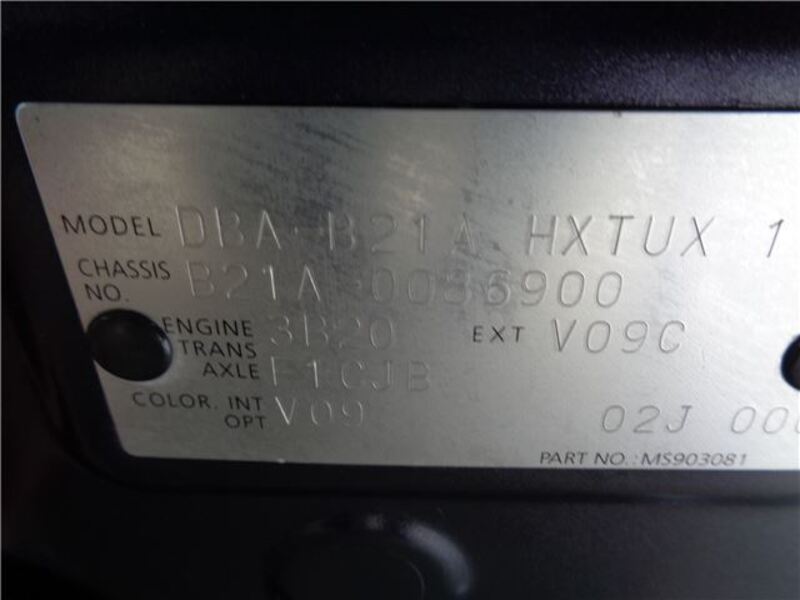 MODEL DBA-B21A HXTUX 1
CHASSIS NO. B21A-0036900
ENGINE 3B20 EXT V09C
TRANS AXLE F1CJB
COLOR. INT OPT V09 02J 000
PART NO.: MS903081